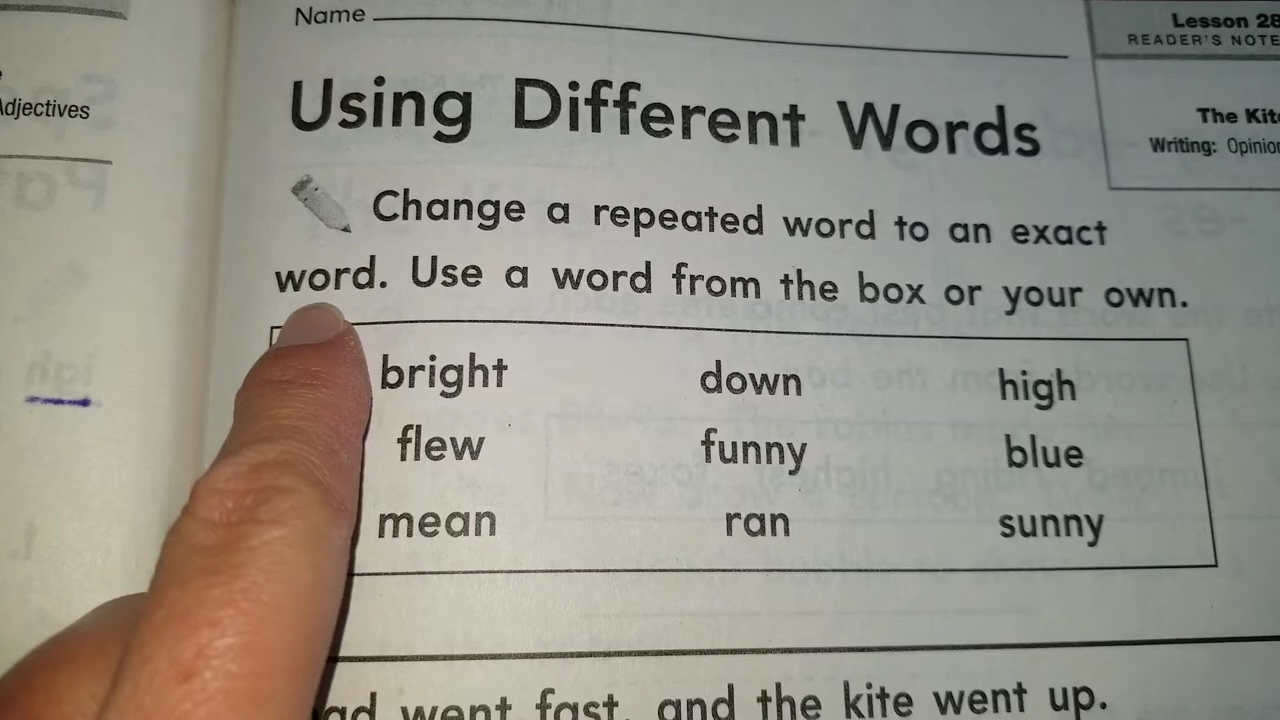 Adjectives
Name
Lesson 28
READER'S NOTE
The Kite
Writing: Opinion
Using Different Words
Change a repeated word to an exact
word. Use a word from the box or your own.
bright down high
flew funny blue
mean ran sunny
went fast, and the kite went up.